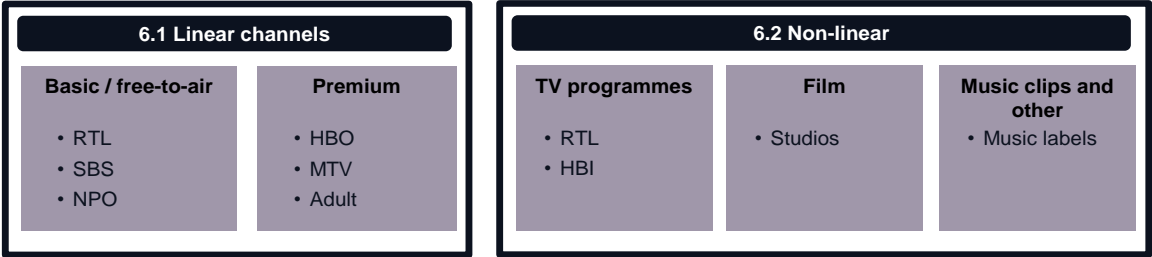 6.1 Linear channels
Basic / free-to-air
• RTL
• SBS
• NPO
Premium
• HBO
• MTV
• Adult
6.2 Non-linear
TV programmes
• RTL
• HBI
Film
• Studios
Music clips and
other
• Music labels